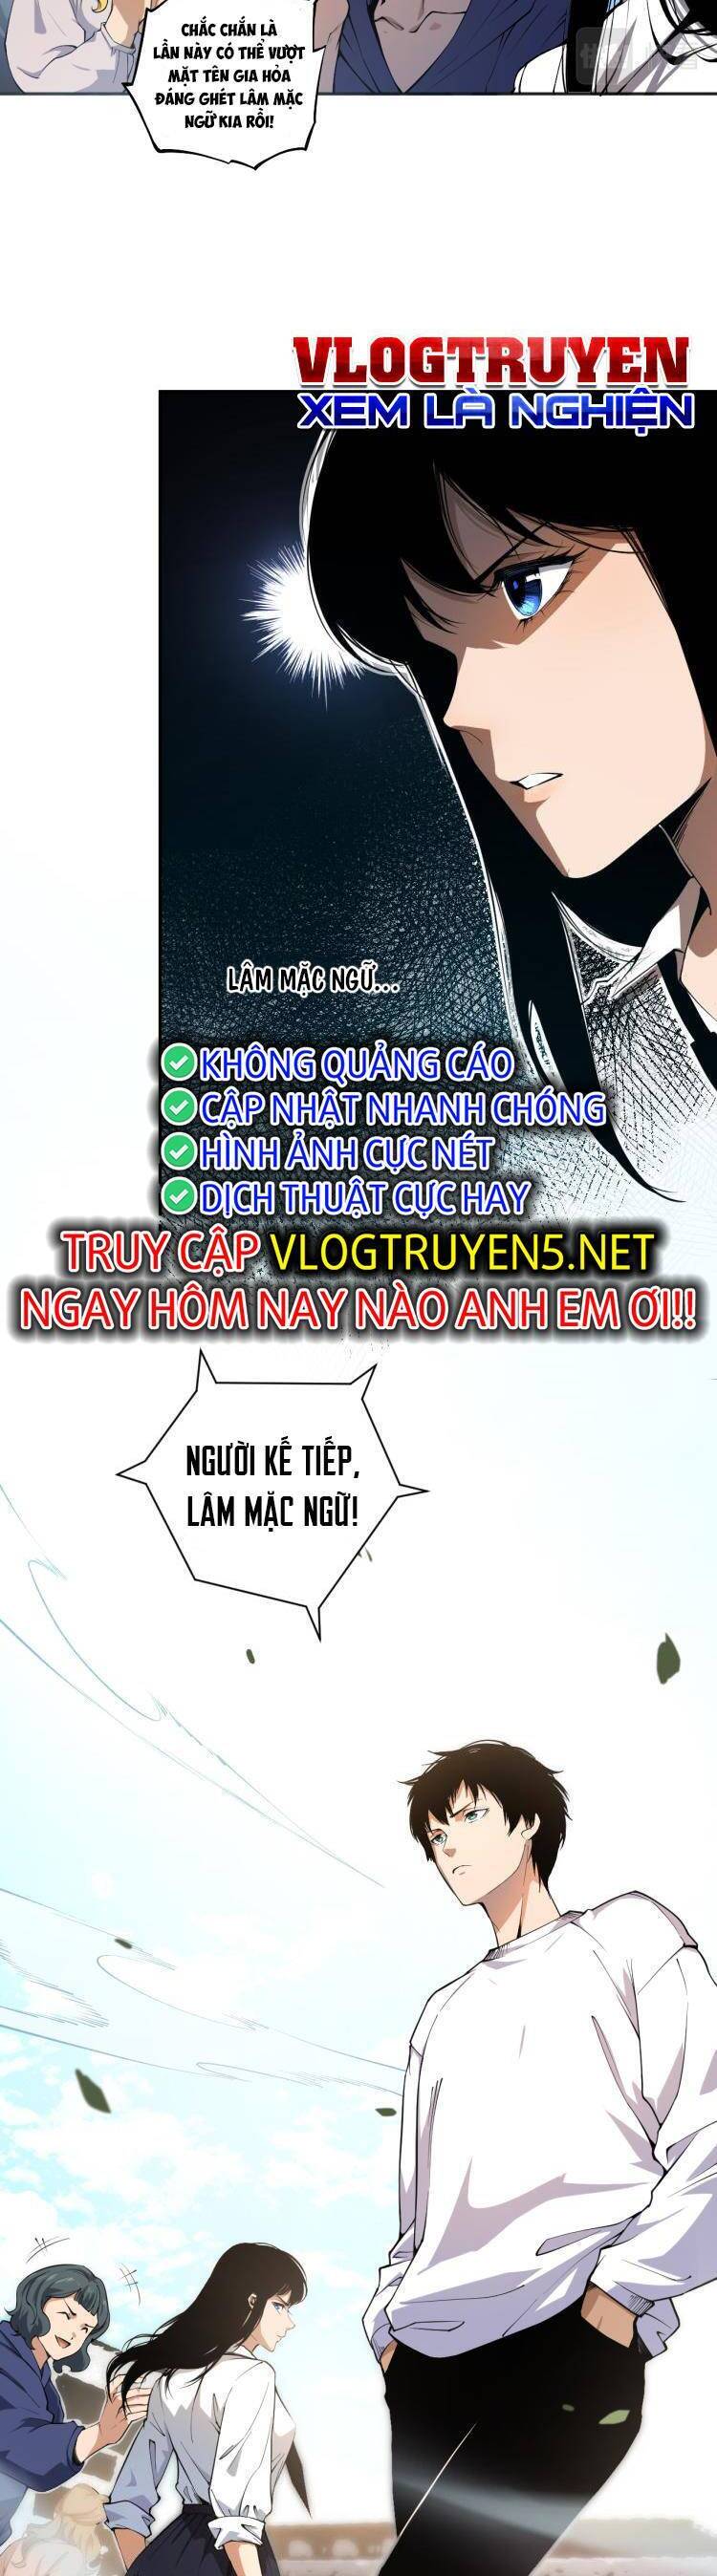 CHẮC CHẮN LÀ
LẦN NÀY CÓ THỂ VƯỢT
MẶT TÊN GIA HỎA
ĐÁNG GHÉT LÂM MẶC
NGỮ KIA RỒI!
VLOGTRUYEN
XEM LÀ NGHIỆN
LÂM MẶC NGỮ...
KHÔNG QUẢNG CÁO
CẬP NHẬT NHANH CHÓNG
HÌNH ẢNH CỰC NÉT
DỊCH THUẬT CỰC HAY
TRUY CẬP VLOGTRUYEN5.NET
NGAY HÔM NAY NÀO ANH EM ƠI!!
NGƯỜI KẾ TIẾP,
LÂM MẶC NGỮ!